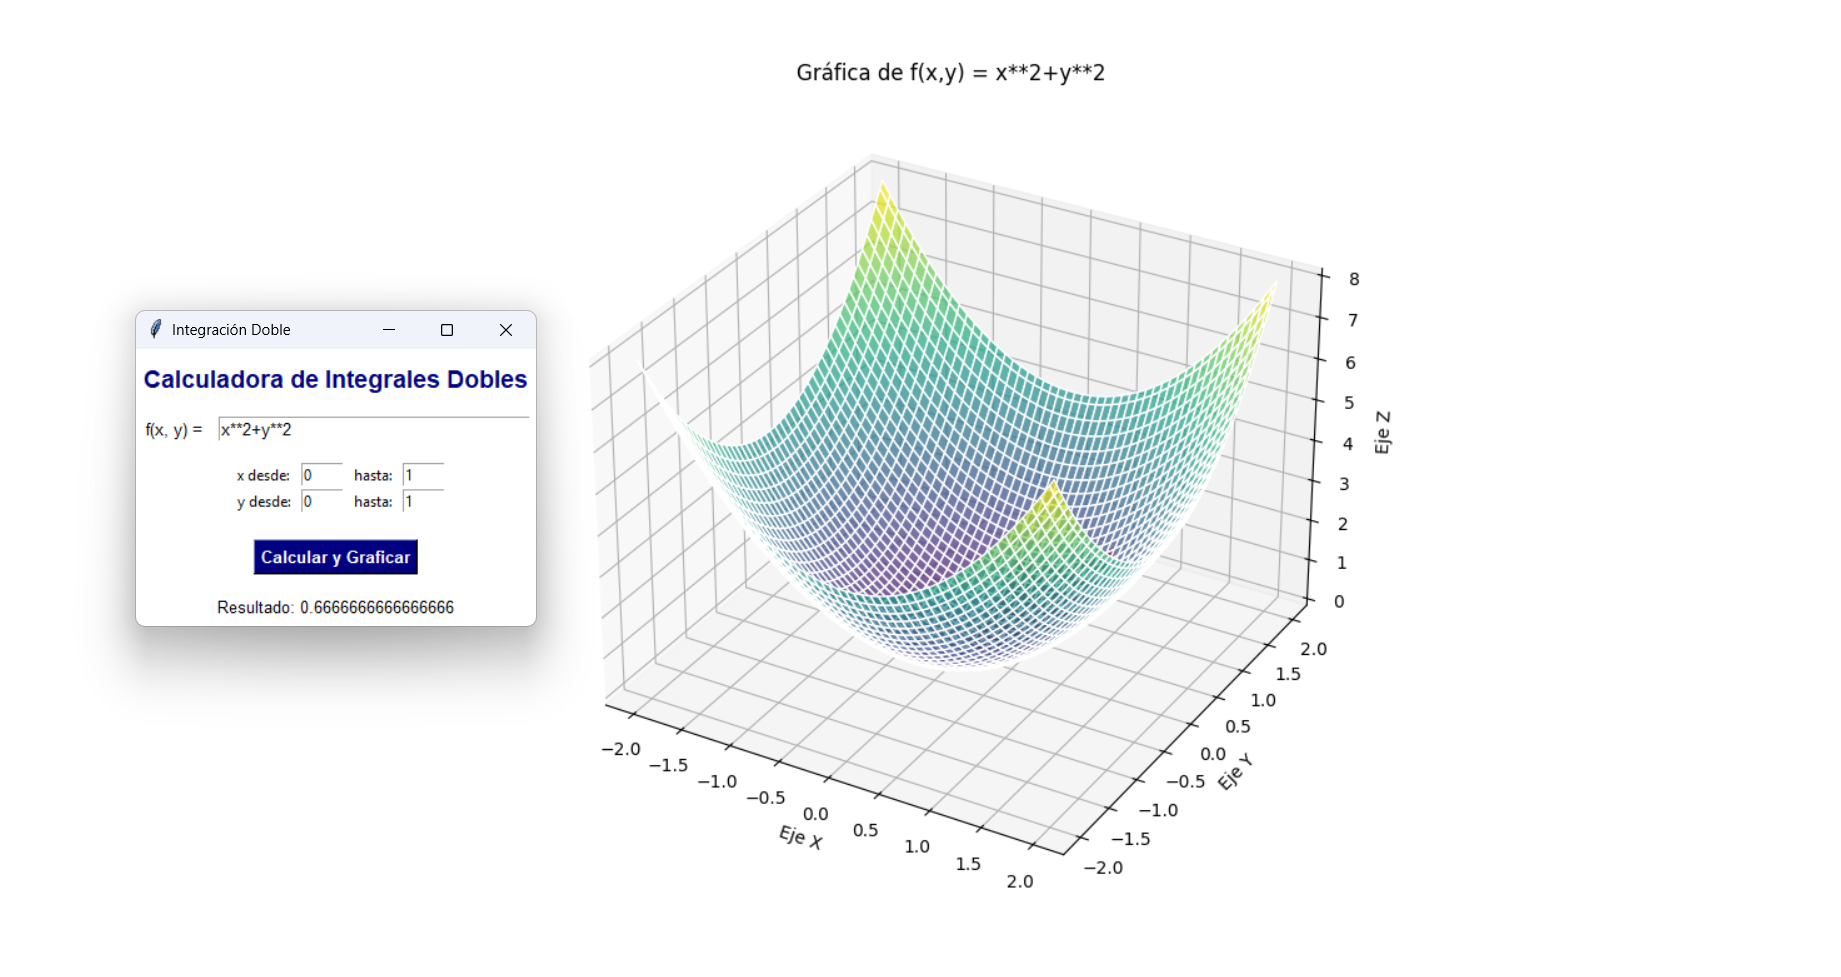 Gráfica de f(x,y) = x**2+y**2
Integración Doble
Calculadora de Integrales Dobles
f(x, y) = x**2+y**2
x desde: 0 hasta: 1
y desde: 0 hasta: 1
Calcular y Graficar
Resultado: 0.6666666666666666
8
7
6
5
4
3
2
1
0
Eje Z
2.0
1.5
1.0
0.5
0.0
−0.5
−1.0
−1.5
−2.0
Eje Y
−2.0
−1.5
−1.0
−0.5
0.0
0.5
1.0
1.5
2.0
Eje X